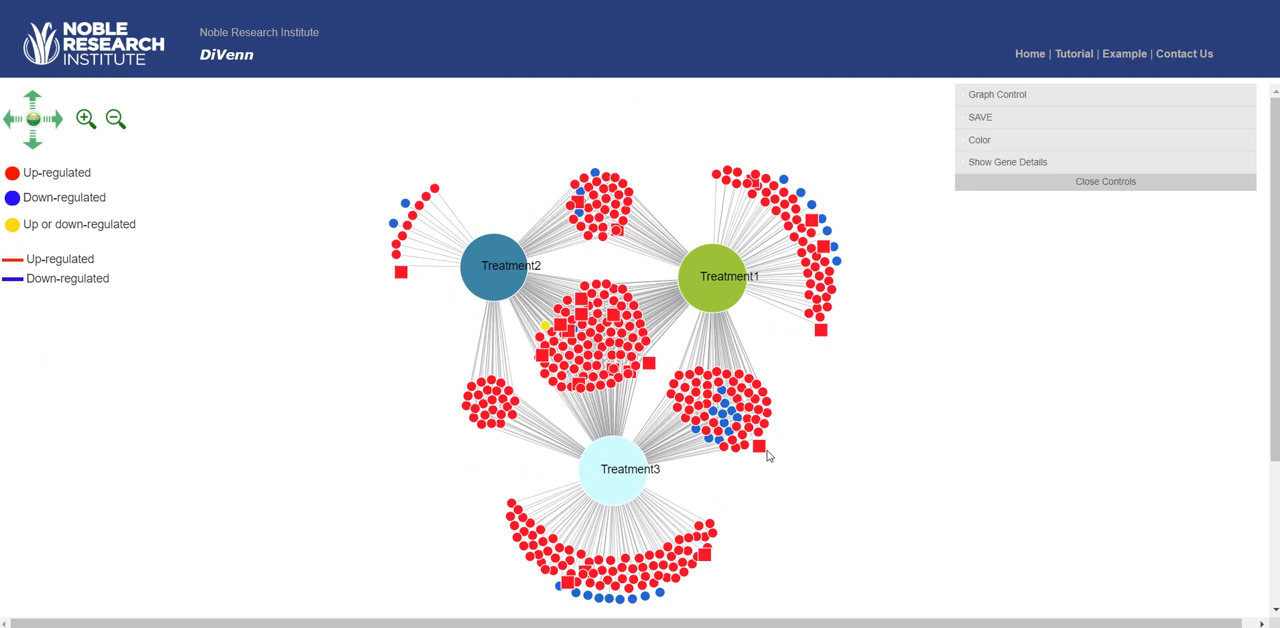 NOBLE
RESEARCH
INSTITUTE
Noble Research Institute
DiVenn
Home | Tutorial | Example | Contact Us
Graph Control
SAVE
Color
Show Gene Details
Close Controls
Up-regulated
Down-regulated
Up or down-regulated
Up-regulated
Down-regulated
Treatment2
Treatment1
Treatment3